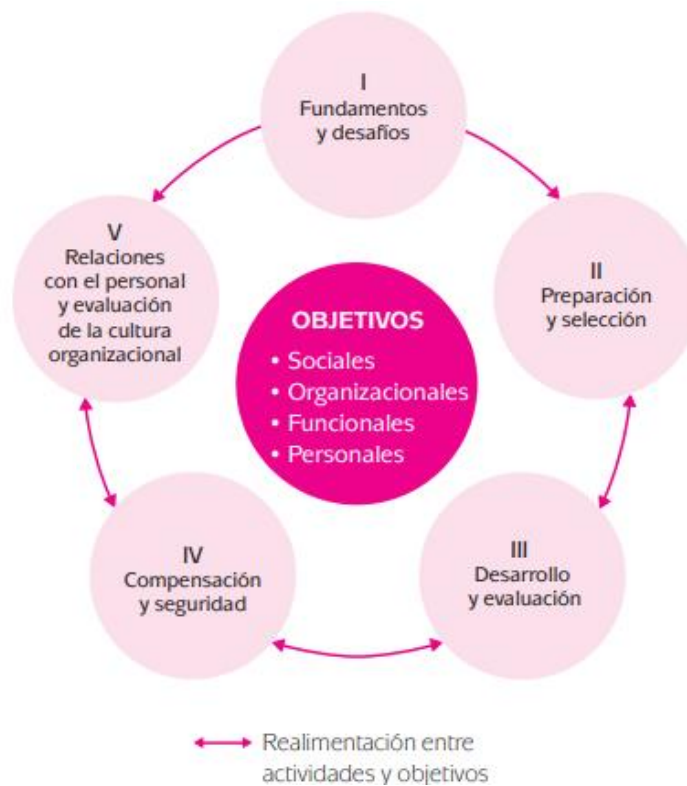 I
Fundamentos
y desafíos
II
Preparación
y selección
III
Desarrollo
y evaluación
IV
Compensación
y seguridad
V
Relaciones
con el personal
y evaluación
de la cultura
organizacional
OBJETIVOS
• Sociales
• Organizacionales
• Funcionales
• Personales
Realimentación entre
actividades y objetivos